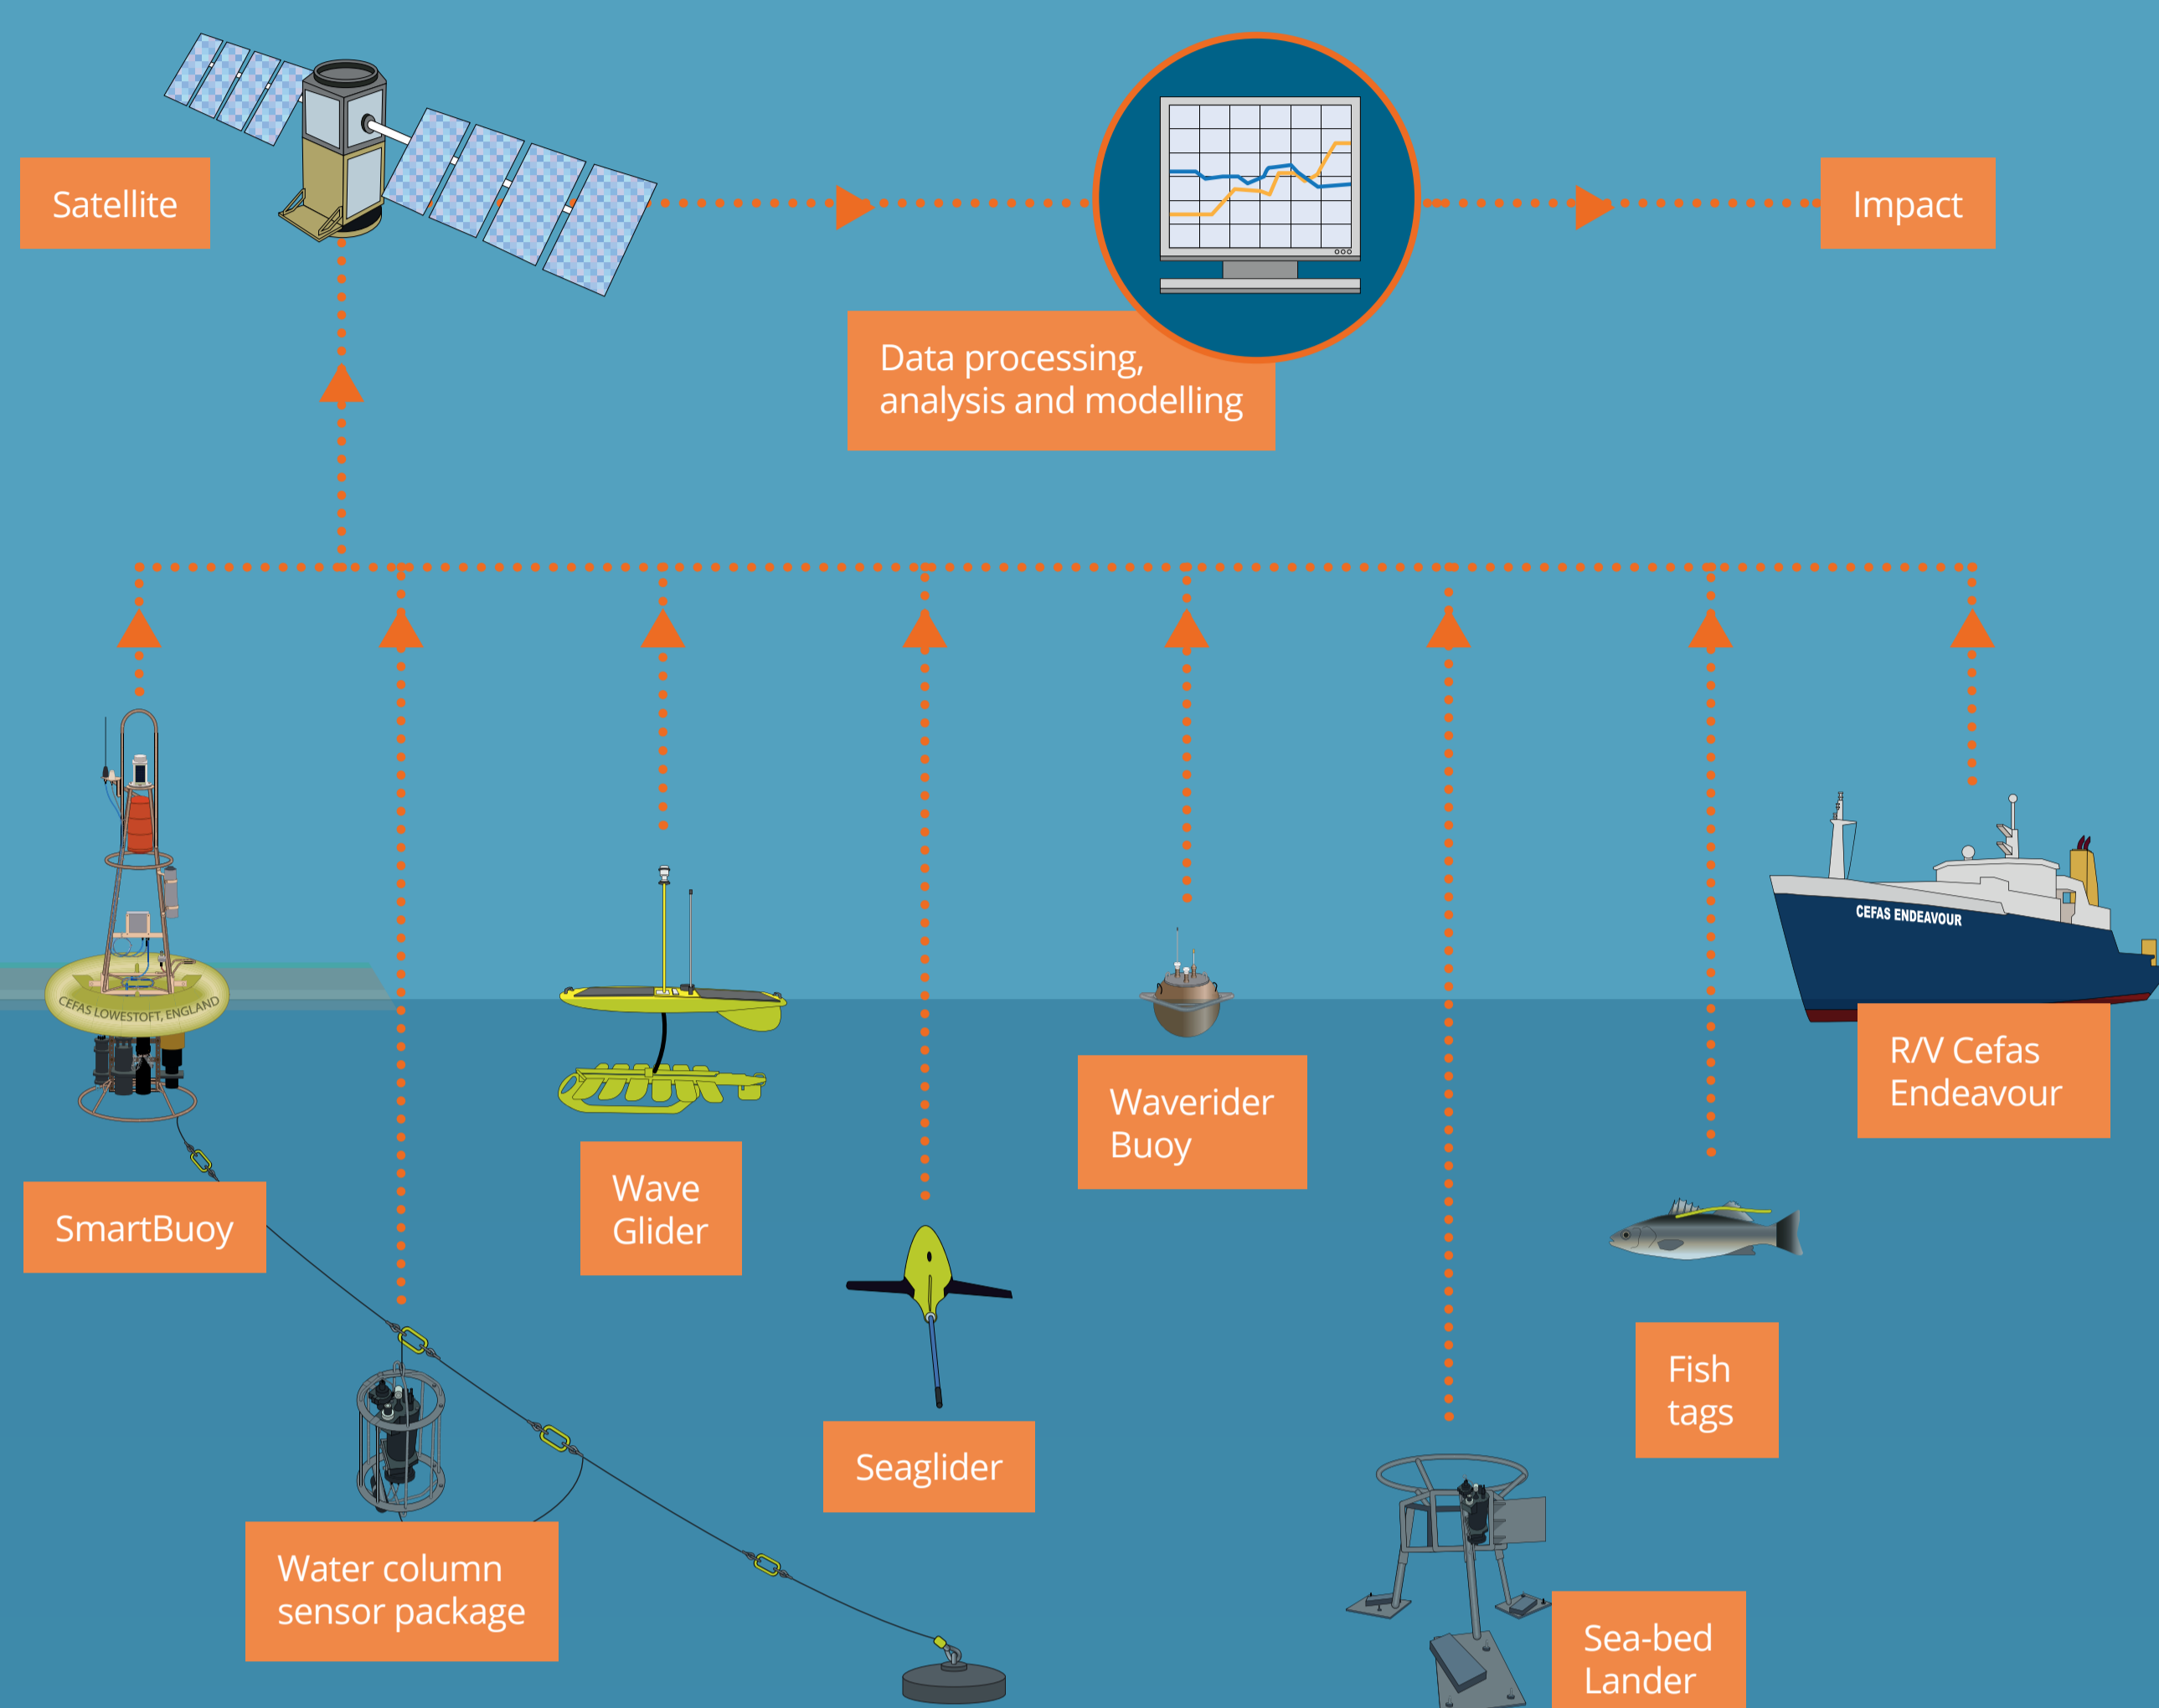 Satellite
Impact
Data processing,
analysis and modelling
CEFAS ENDEAVOUR
CEFAS LOWESTOFT, ENGLAND
R/V Cefas
Endeavour
Waverider
Buoy
Wave
Glider
SmartBuoy
Fish
tags
Seaglider
Water column
sensor package
Sea-bed
Lander